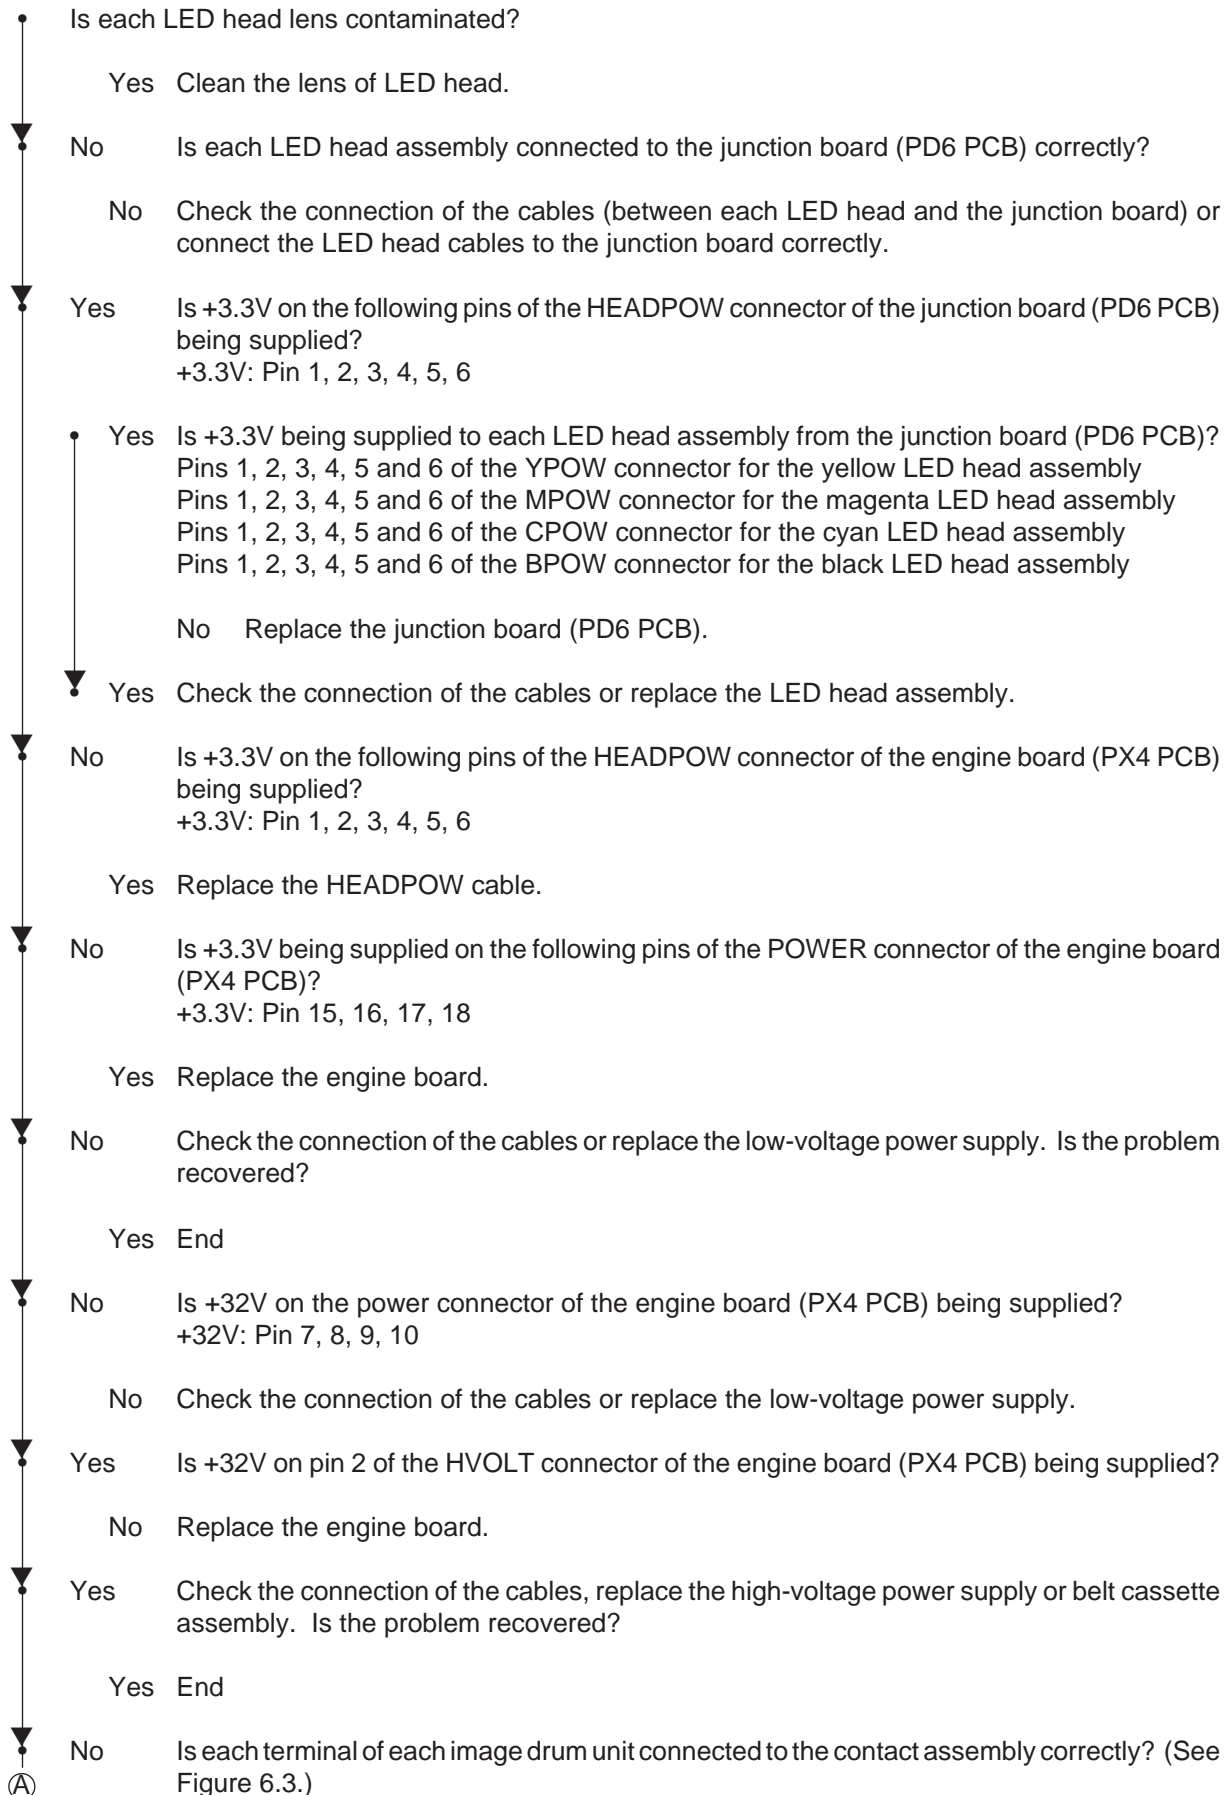 Is each LED head lens contaminated?
Yes Clean the lens of LED head.
No Is each LED head assembly connected to the junction board (PD6 PCB) correctly?
No Check the connection of the cables (between each LED head and the junction board) or
connect the LED head cables to the junction board correctly.
Yes Is +3.3V on the following pins of the HEADPOW connector of the junction board (PD6 PCB)
being supplied?
+3.3V: Pin 1, 2, 3, 4, 5, 6
Yes Is +3.3V being supplied to each LED head assembly from the junction board (PD6 PCB)?
Pins 1, 2, 3, 4, 5 and 6 of the YPOW connector for the yellow LED head assembly
Pins 1, 2, 3, 4, 5 and 6 of the MPOW connector for the magenta LED head assembly
Pins 1, 2, 3, 4, 5 and 6 of the CPOW connector for the cyan LED head assembly
Pins 1, 2, 3, 4, 5 and 6 of the BPOW connector for the black LED head assembly
No Replace the junction board (PD6 PCB).
Yes Check the connection of the cables or replace the LED head assembly.
No Is +3.3V on the following pins of the HEADPOW connector of the engine board (PX4 PCB)
being supplied?
+3.3V: Pin 1, 2, 3, 4, 5, 6
Yes Replace the HEADPOW cable.
No Is +3.3V being supplied on the following pins of the POWER connector of the engine board
(PX4 PCB)?
+3.3V: Pin 15, 16, 17, 18
Yes Replace the engine board.
No Check the connection of the cables or replace the low-voltage power supply. Is the problem
recovered?
Yes End
No Is +32V on the power connector of the engine board (PX4 PCB) being supplied?
+32V: Pin 7, 8, 9, 10
No Check the connection of the cables or replace the low-voltage power supply.
Yes Is +32V on pin 2 of the HVOLT connector of the engine board (PX4 PCB) being supplied?
No Replace the engine board.
Yes Check the connection of the cables, replace the high-voltage power supply or belt cassette
assembly. Is the problem recovered?
Yes End
No Is each terminal of each image drum unit connected to the contact assembly correctly? (See
A Figure 6.3.)